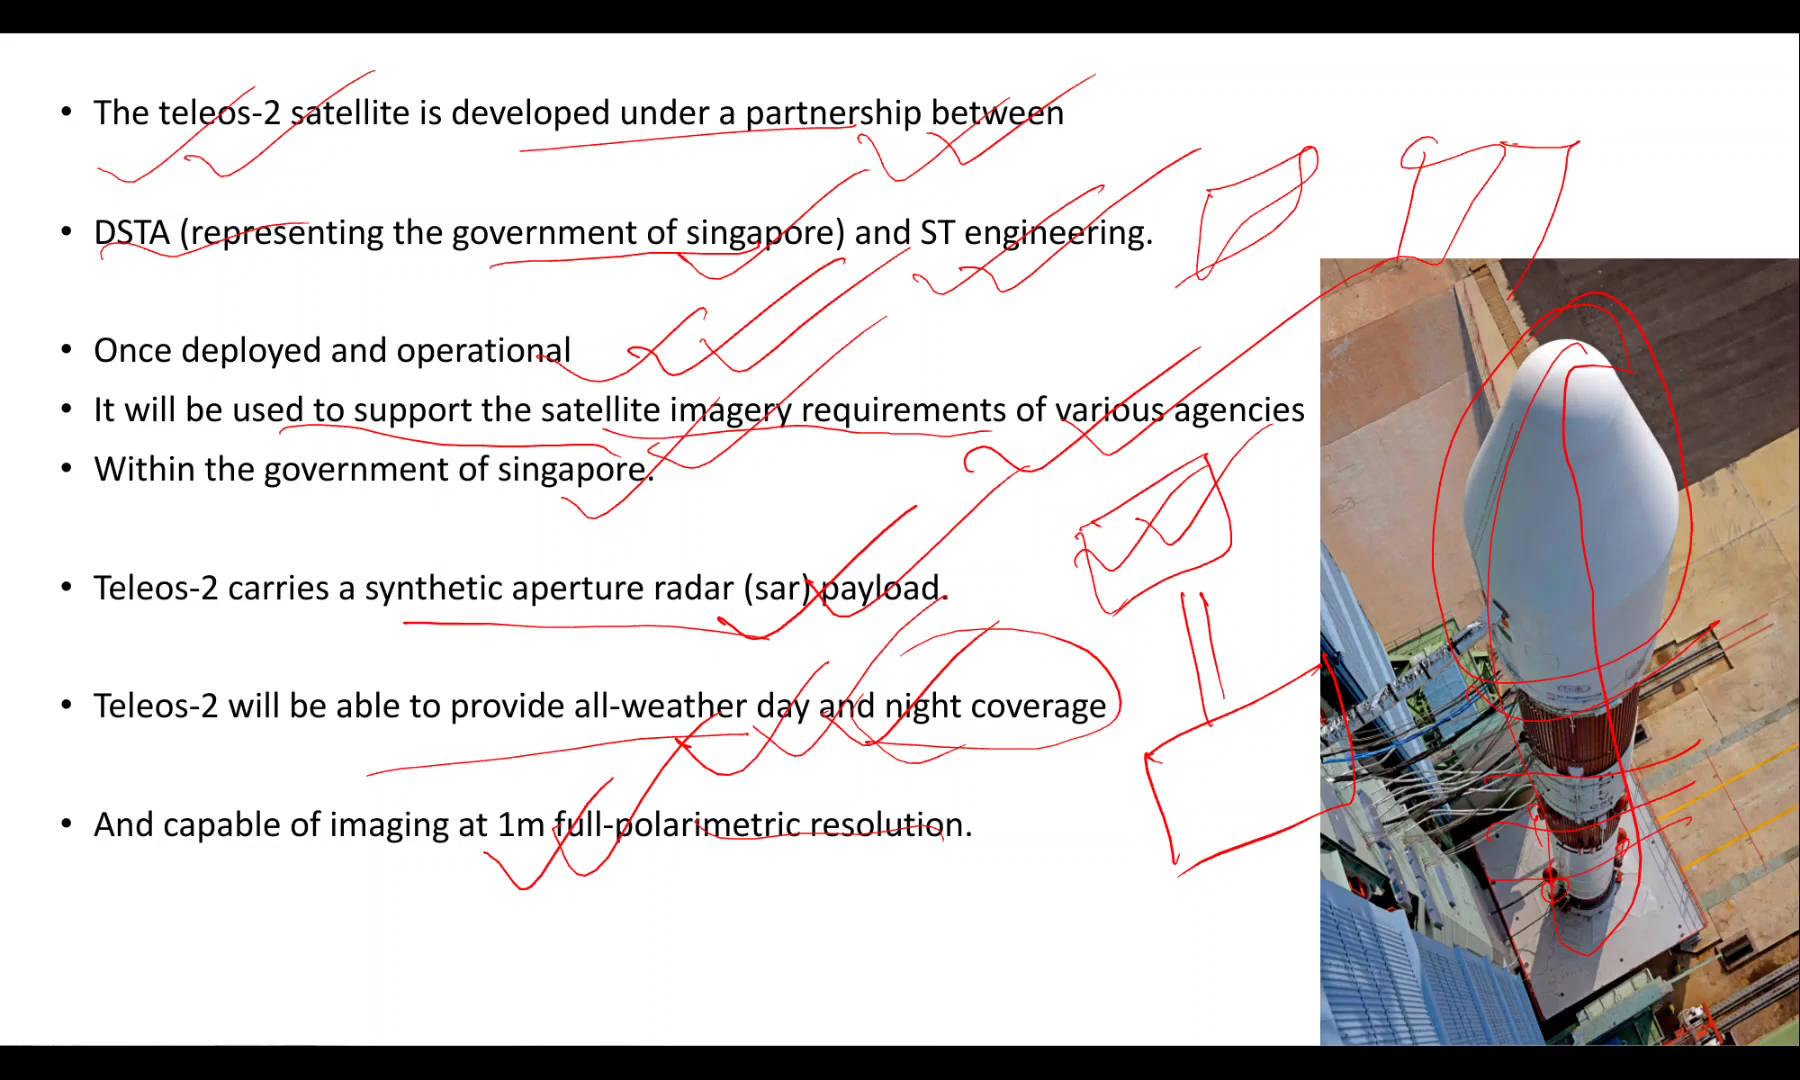 • The teleos-2 satellite is developed under a partnership between
• DSTA (representing the government of singapore) and ST engineering.
• Once deployed and operational
• It will be used to support the satellite imagery requirements of various agencies
• Within the government of singapore.
• Teleos-2 carries a synthetic aperture radar (sar) payload.
• Teleos-2 will be able to provide all-weather day and night coverage
• And capable of imaging at 1m full-polarimetric resolution.